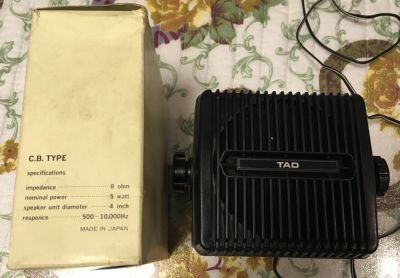 C.B. TYPE
specifications
impedance 8 ohm
nominal power 5 watt
speaker unit diameter 4 inch
responce 500 - 10,000Hz
MADE IN JAPAN
TAD